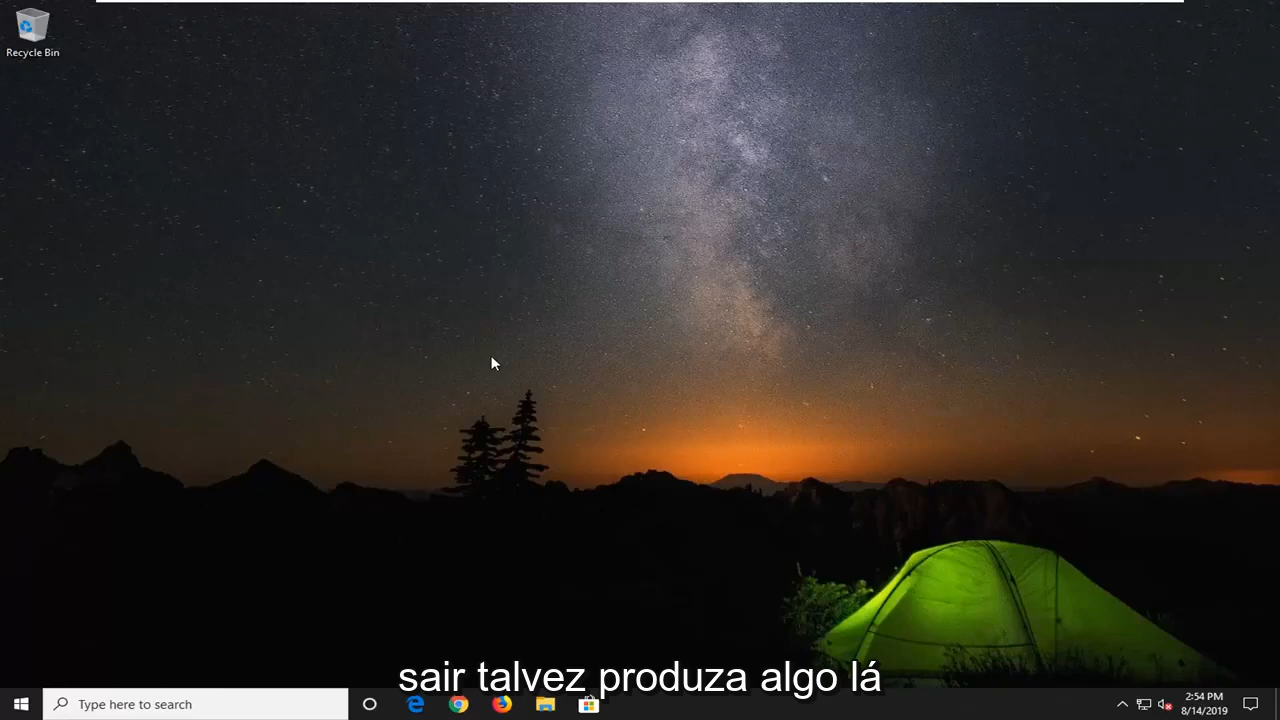 Recycle Bin
sair talvez produza algo lá
Type here to search
2:54 PM
8/14/2019